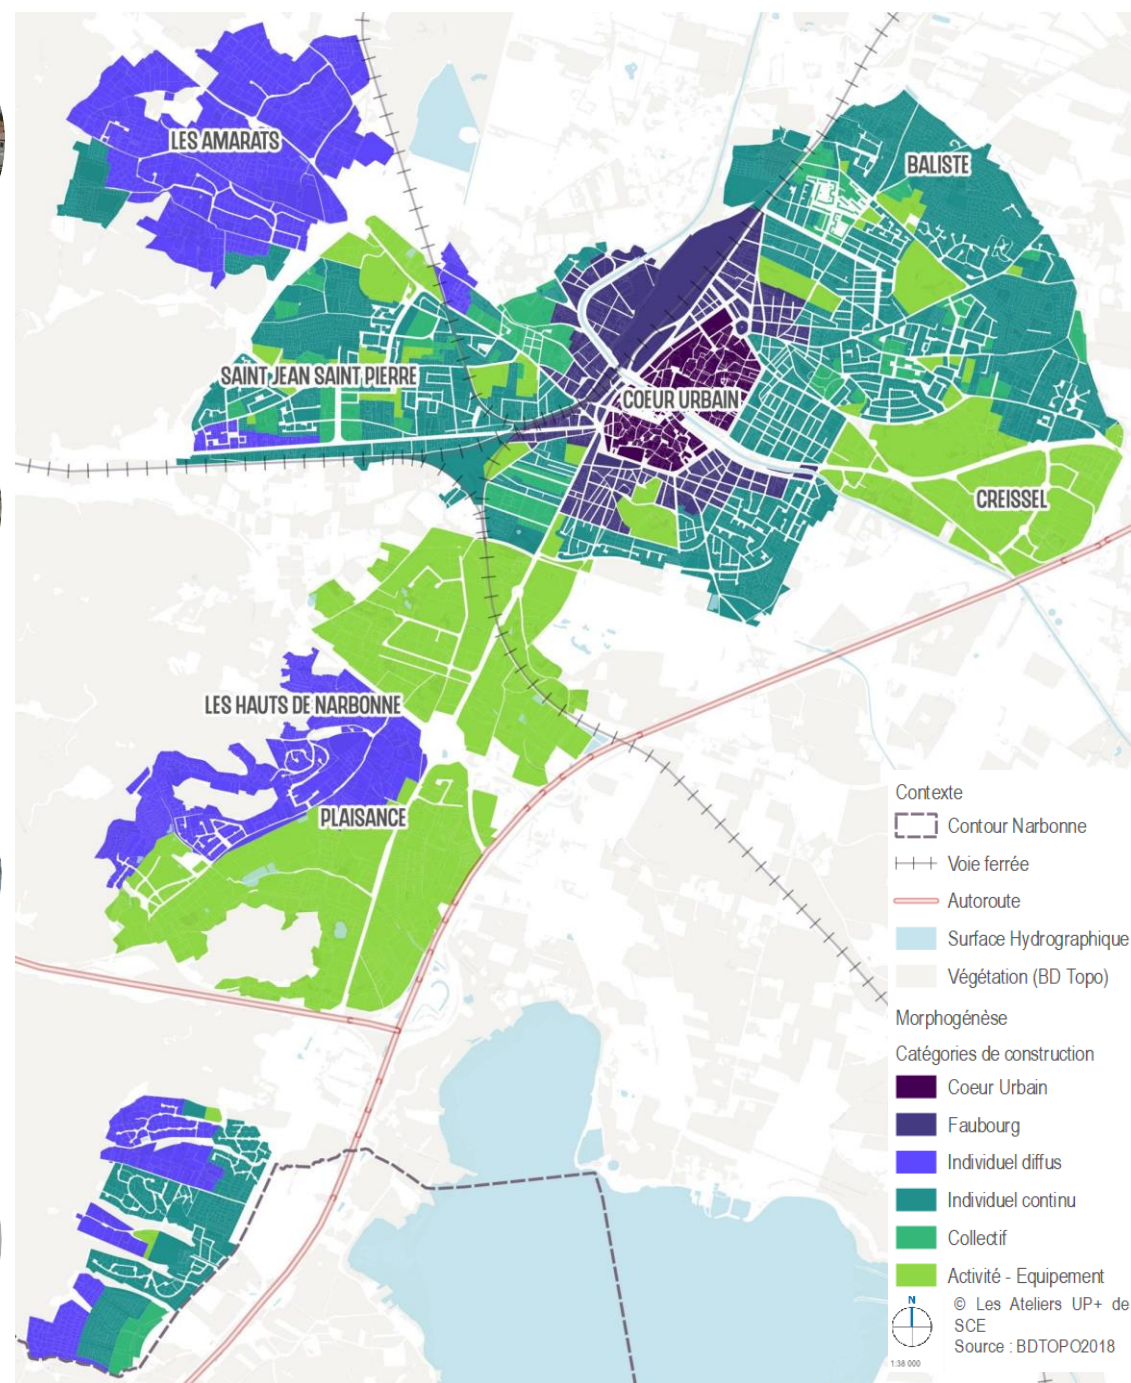 LES AMARATS
BALISTE
SAINT JEAN SAINT PIERRE
COEUR URBAIN
CREISSEL
LES HAUTS DE NARBONNE
PLAISANCE
Contexte
Contour Narbonne
Voie ferrée
Autoroute
Surface Hydrographique
Végétation (BD Topo)
Morphogénèse
Catégories de construction
Coeur Urbain
Faubourg
Individuel diffus
Individuel continu
Collectif
Activité - Equipement
N
© Les Ateliers UP+ de
SCE
Source : BDTOPO2018
1:38 000